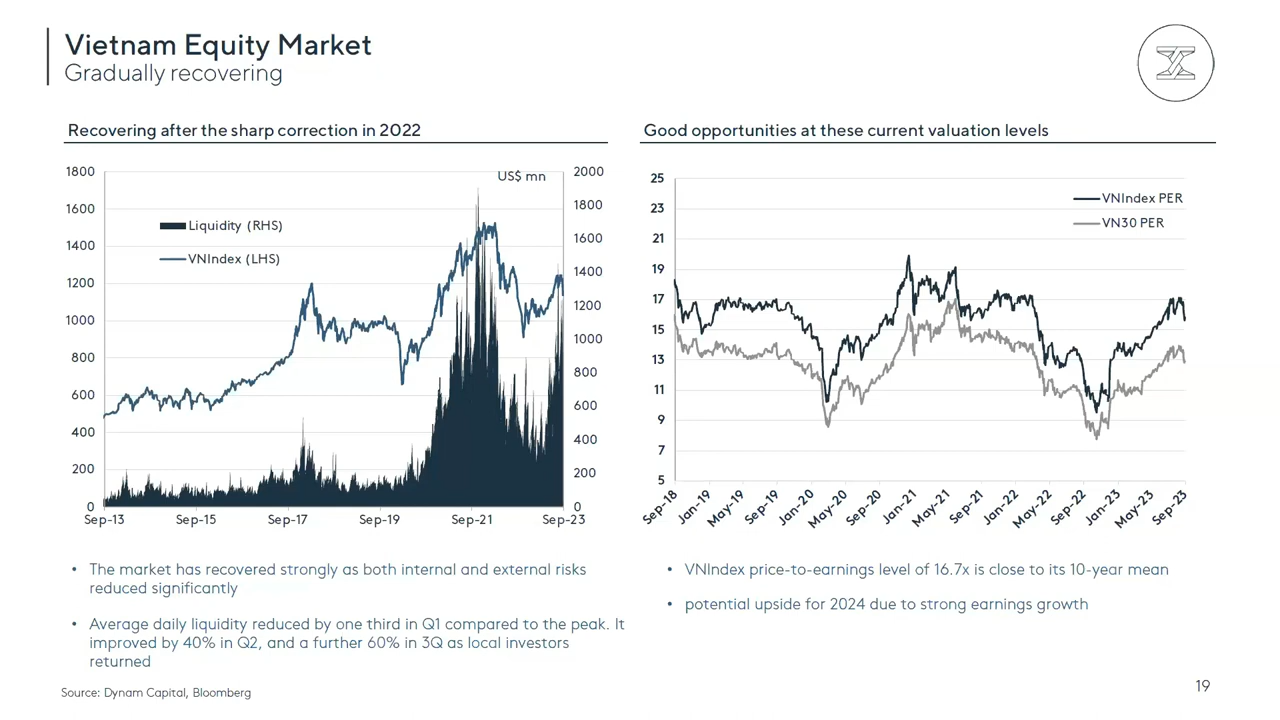 Vietnam Equity Market
Gradually recovering
Recovering after the sharp correction in 2022
US$ mn
Liquidity (RHS)
VNIndex (LHS)
1800
1600
1400
1200
1000
800
600
400
200
0
2000
1800
1600
1400
1200
1000
800
600
400
200
0
Sep-13 Sep-15 Sep-17 Sep-19 Sep-21 Sep-23
• The market has recovered strongly as both internal and external risks
reduced significantly
• Average daily liquidity reduced by one third in Q1 compared to the peak. It
improved by 40% in Q2, and a further 60% in 3Q as local investors
returned
Good opportunities at these current valuation levels
VNIndex PER
VN30 PER
25
23
21
19
17
15
13
11
9
7
5
Sep-18 Jan-19 May-19 Sep-19 Jan-20 May-20 Sep-20 Jan-21 May-21 Sep-21 Jan-22 May-22 Sep-22 Jan-23 May-23 Sep-23
• VNIndex price-to-earnings level of 16.7x is close to its 10-year mean
• potential upside for 2024 due to strong earnings growth
Source: Dynam Capital, Bloomberg
19